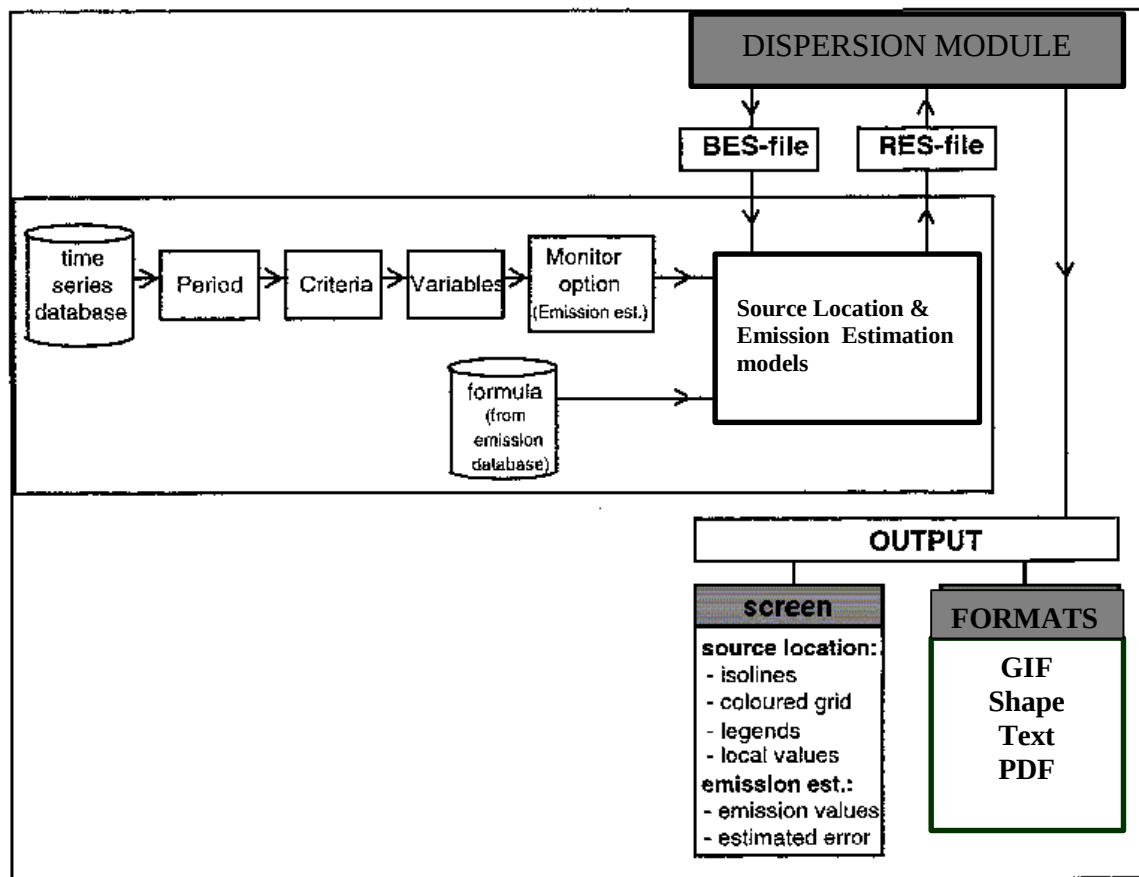 DISPERSION MODULE
BES-file
RES-file
time
series
database
Period
Criteria
Variables
Monitor
option
(Emission est.)
Source Location &
Emission Estimation
models
formula
(from
emission
database)
OUTPUT
screen
source location:
- isolines
- coloured grid
- legends
- local values
emission est.:
- emission values
- estimated error
FORMATS
GIF
Shape
Text
PDF